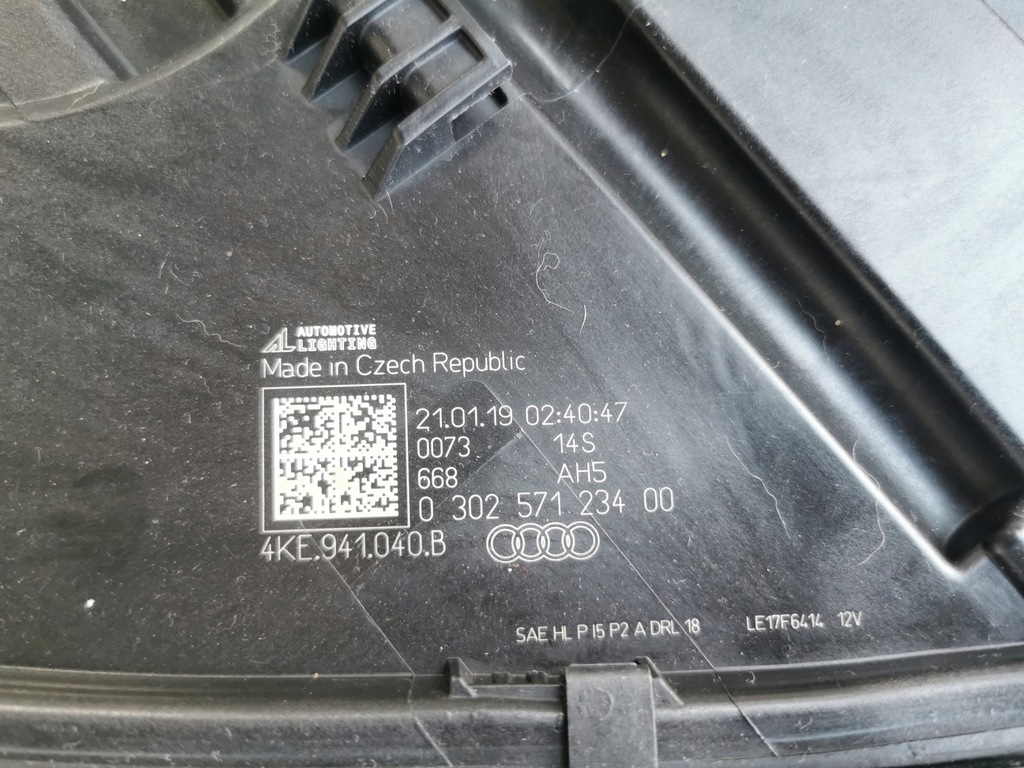 AUTOMOTIVE
LIGHTING
Made in Czech Republic
21.01.19 02:40:47
0073 14S
668 AH5
0 302 571 234 00
4KE.941.040.B
SAE HL P I5 P2 A DRL 18 LE17F6414 12V